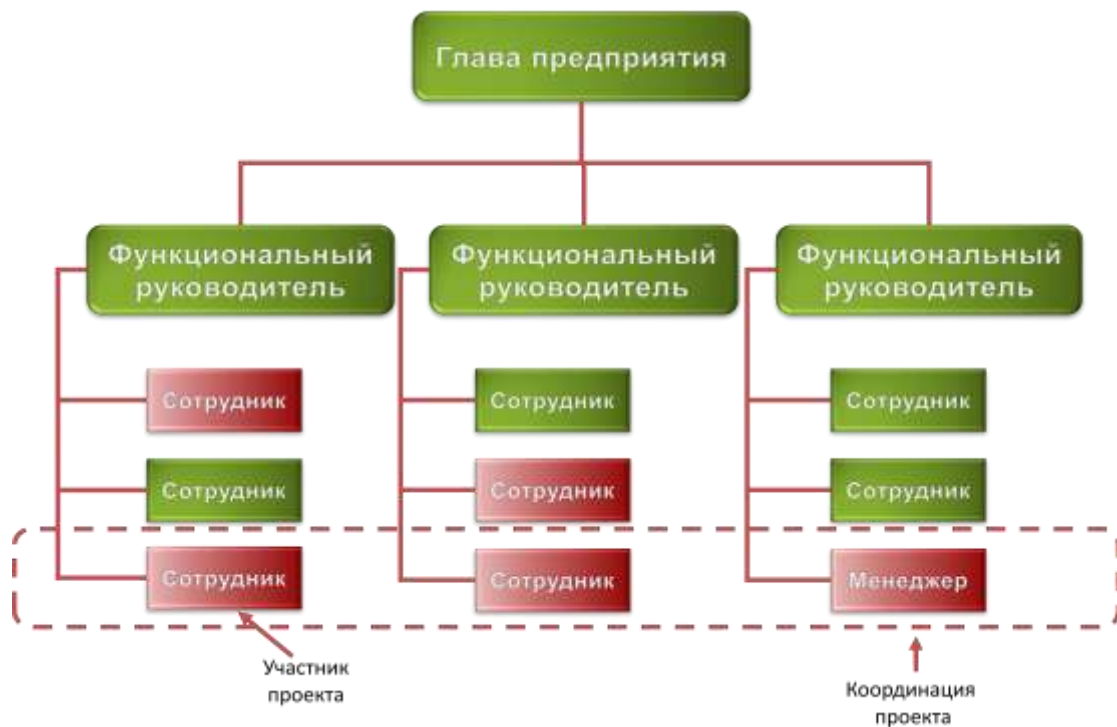 Глава предприятия
Функциональный
руководитель
Функциональный
руководитель
Функциональный
руководитель
Сотрудник
Сотрудник
Сотрудник
Сотрудник
Сотрудник
Сотрудник
Сотрудник
Сотрудник
Менеджер
Участник
проекта
Координация
проекта